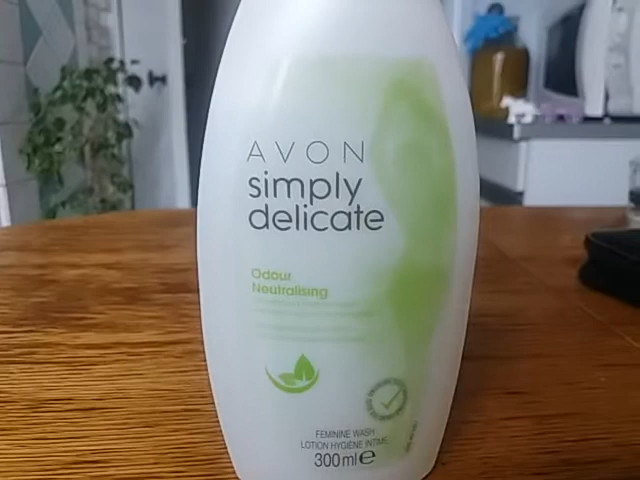 AVON
simply
delicate
Odour
Neutralising
FEMININE WASH
LOTION HYGIÈNE INTIME
300ml e